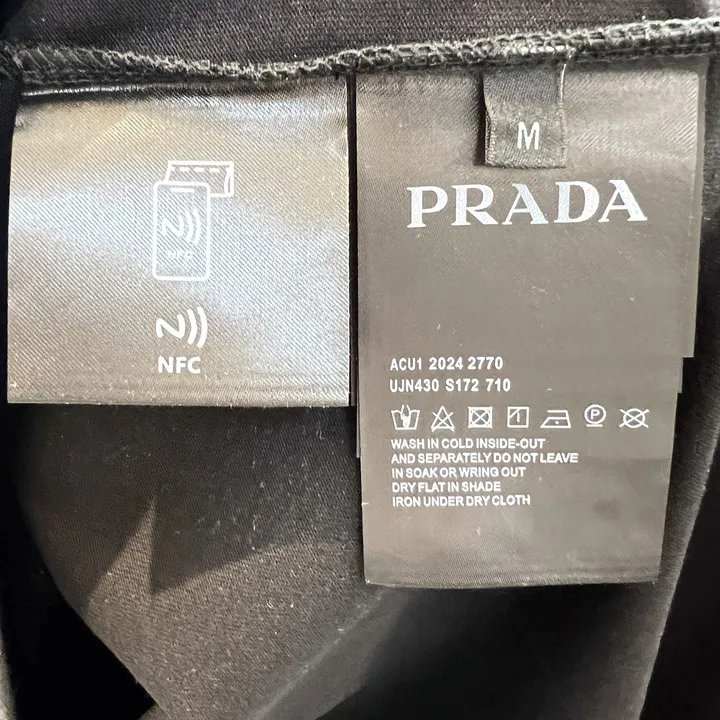 NFC
NFC
M
PRADA
ACU1 2024 2770
UJN430 S172 710
WASH IN COLD INSIDE-OUT
AND SEPARATELY DO NOT LEAVE
IN SOAK OR WRING OUT
DRY FLAT IN SHADE
IRON UNDER DRY CLOTH